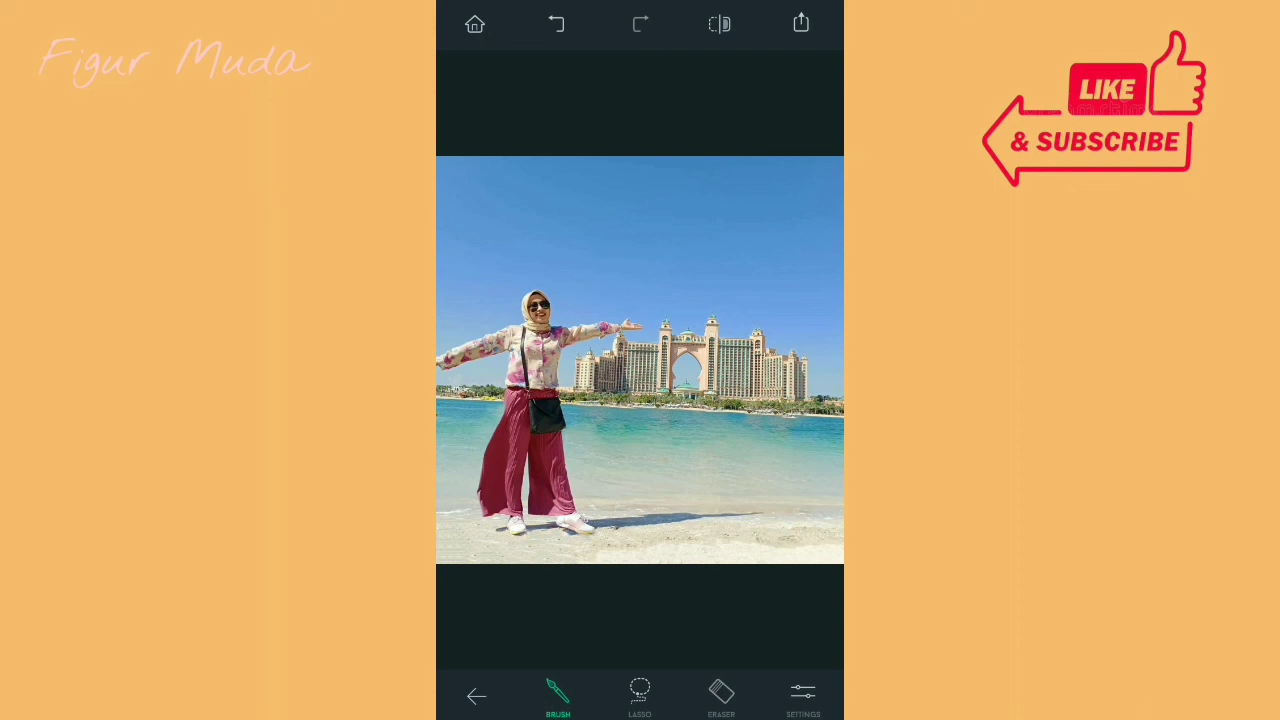 Figur Muda
LIKE
& SUBSCRIBE
BRUSH
LASSO
ERASER
SETTINGS